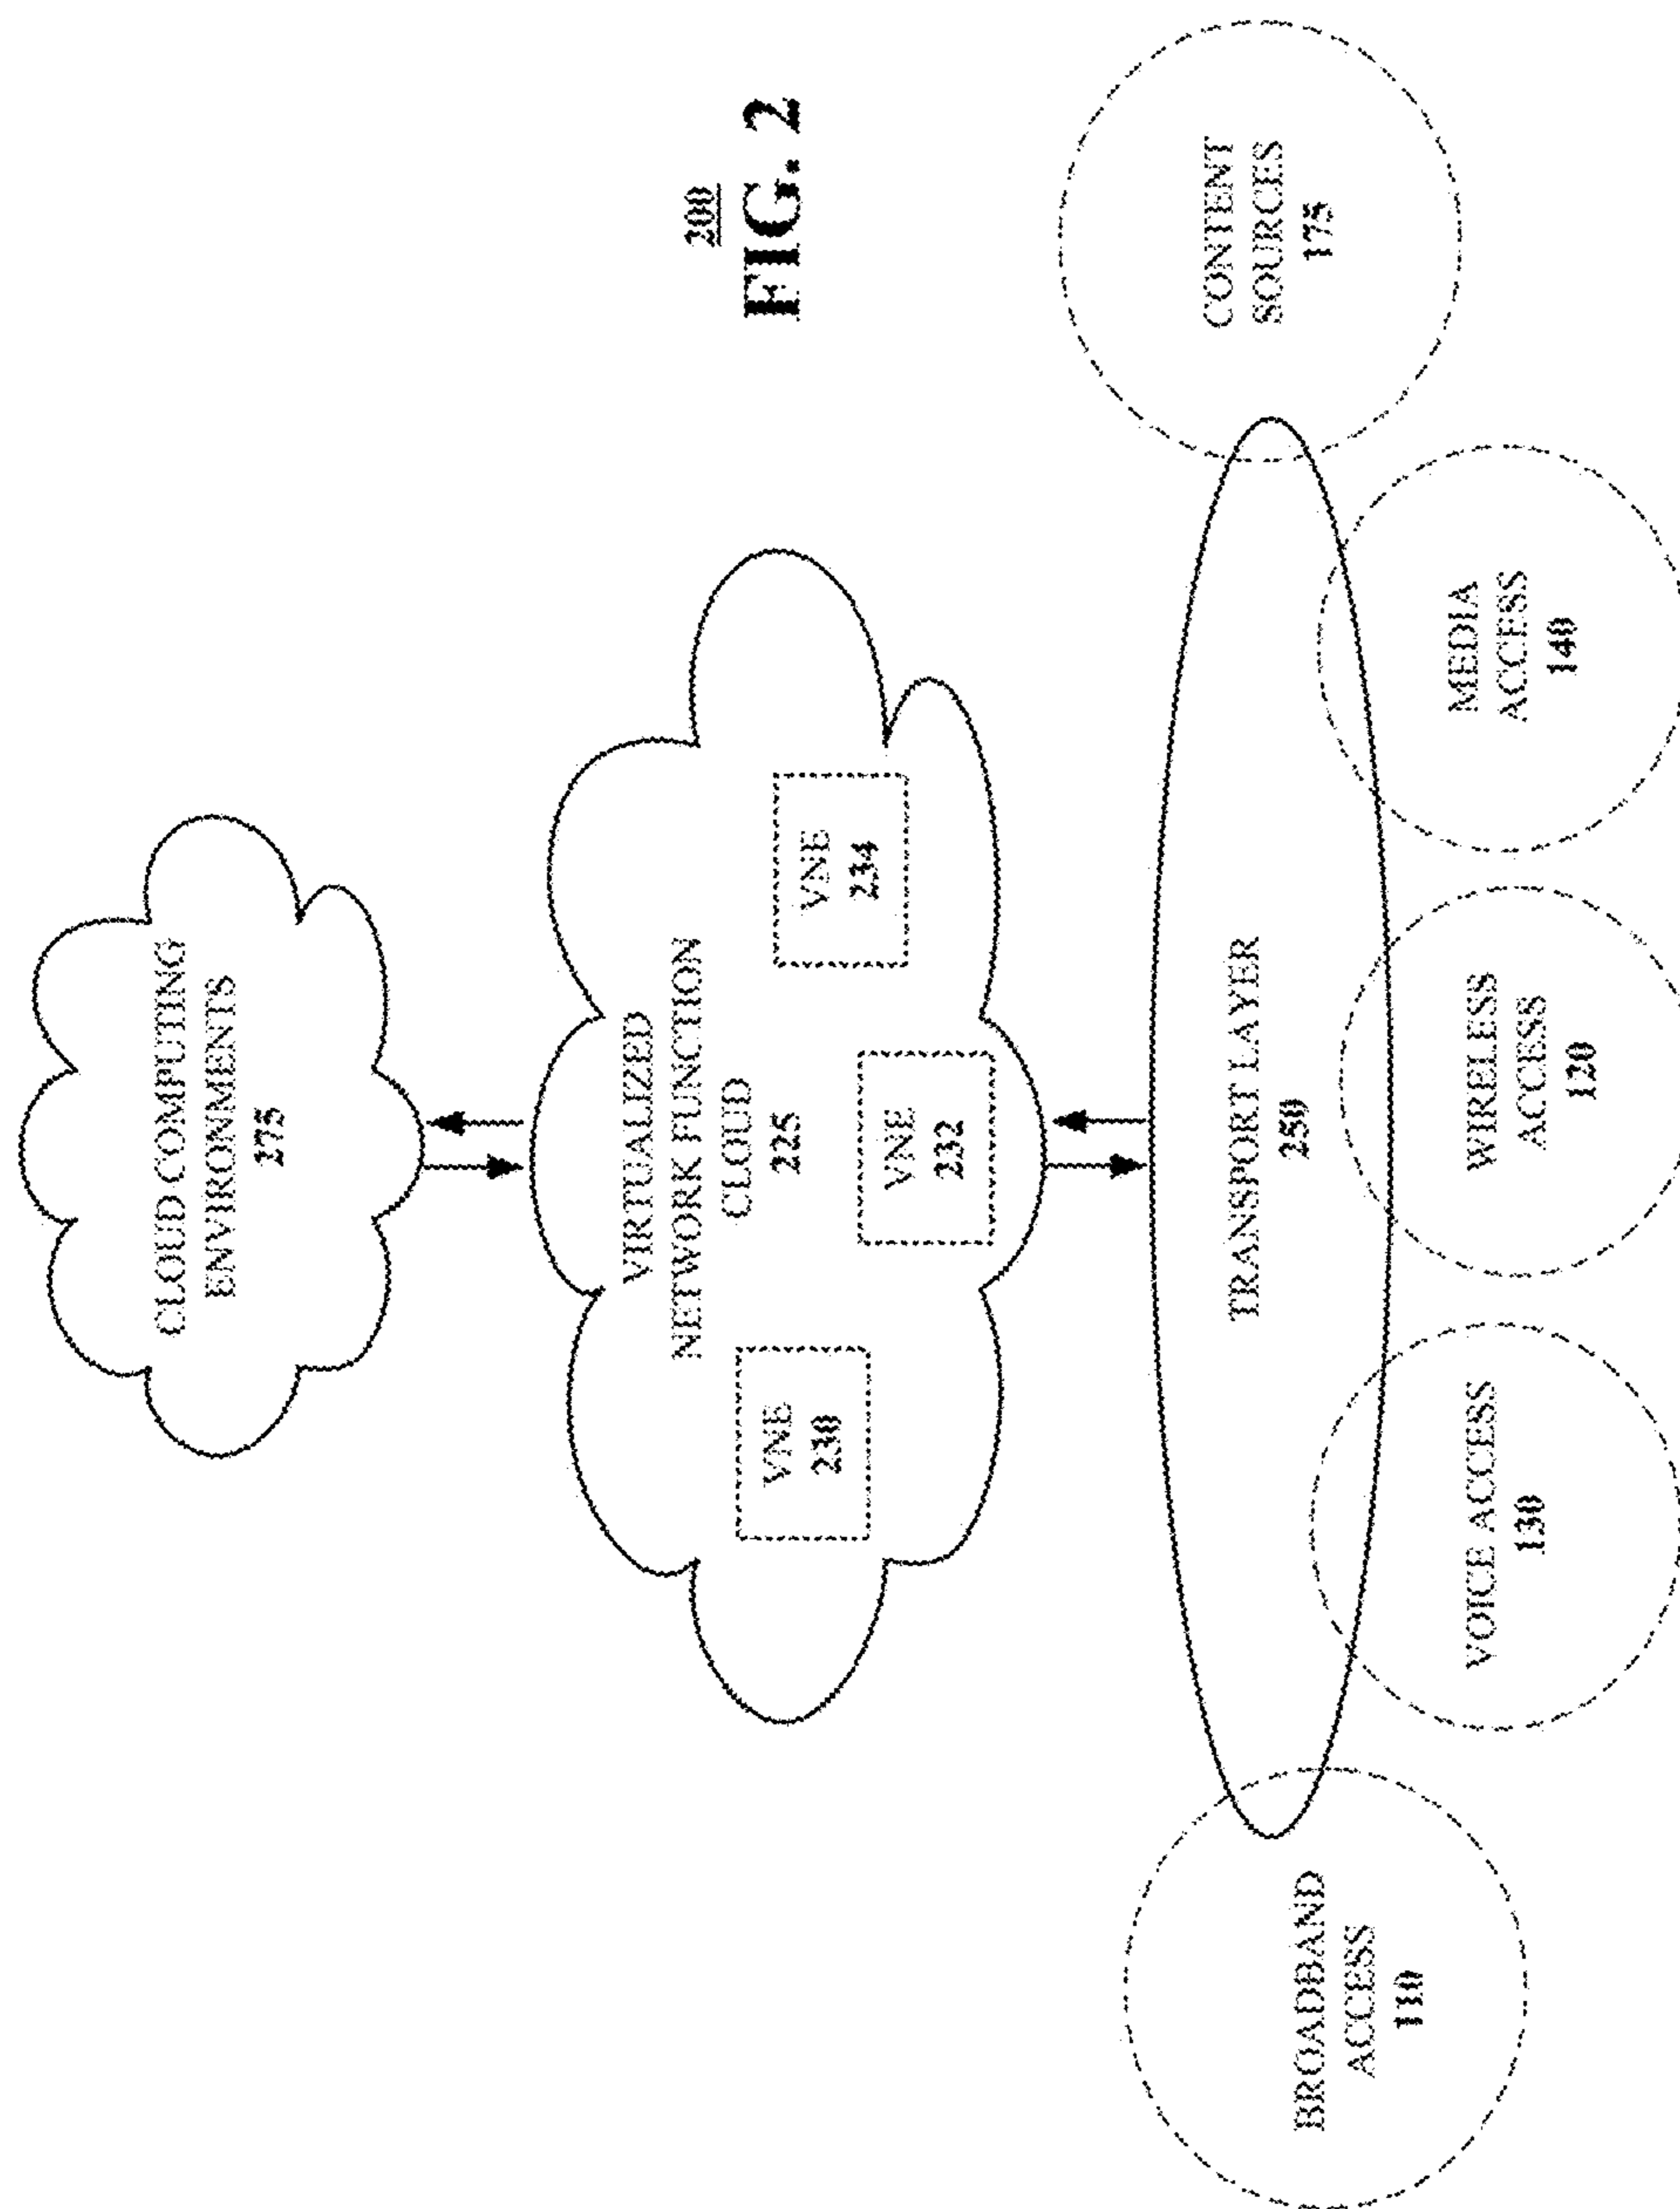 CLOUD COMPUTING
ENVIRONMENTS
275
VIRTUALIZED
NETWORK FUNCTION
CLOUD
225
VNE
230
VNE
232
VNE
234
200
FIG. 2
TRANSPORT LAYER
250
BROADBAND
ACCESS
110
VOICE ACCESS
130
WIRELESS
ACCESS
120
MEDIA
ACCESS
140
CONTENT
SOURCES
175